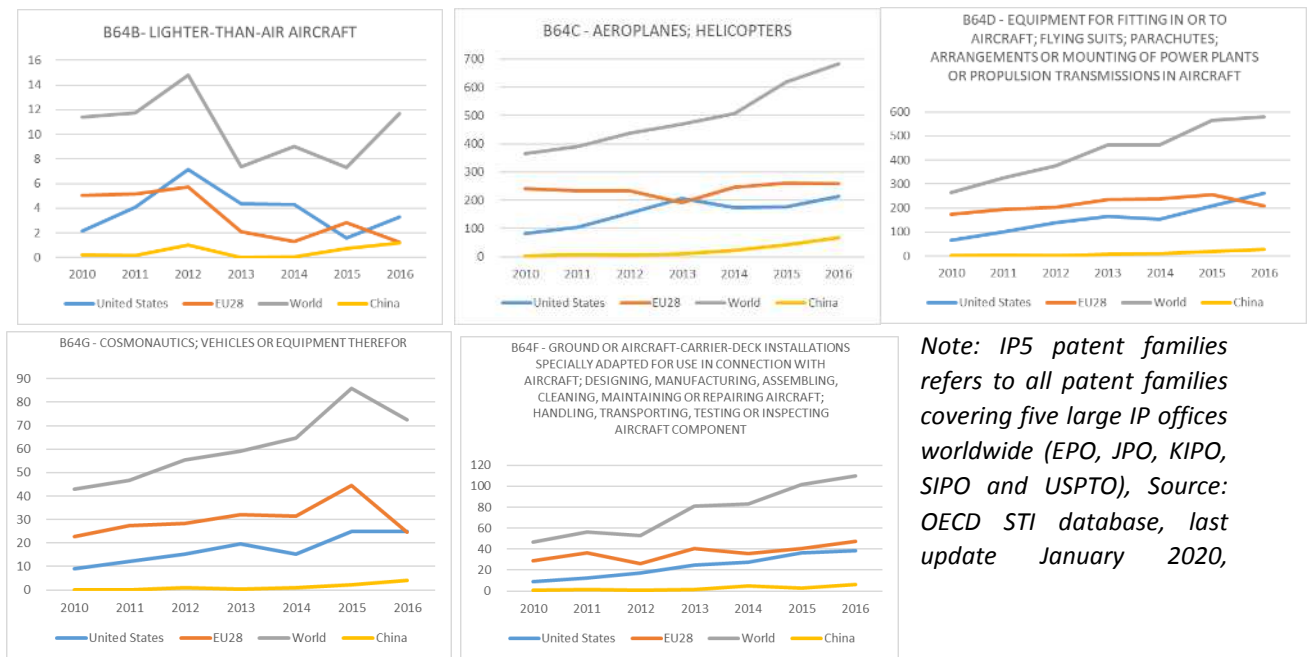 B64B- LIGHTER-THAN-AIR AIRCRAFT
16
14
12
10
8
6
4
2
0
2010 2011 2012 2013 2014 2015 2016
United States EU28 World China
B64C - AEROPLANES; HELICOPTERS
700
600
500
400
300
200
100
0
2010 2011 2012 2013 2014 2015 2016
United States EU28 World China
B64D - EQUIPMENT FOR FITTING IN OR TO
AIRCRAFT; FLYING SUITS; PARACHUTES;
ARRANGEMENTS OR MOUNTING OF POWER PLANTS
OR PROPULSION TRANSMISSIONS IN AIRCRAFT
600
500
400
300
200
100
0
2010 2011 2012 2013 2014 2015 2016
United States EU28 World China
B64G - COSMONAUTICS; VEHICLES OR EQUIPMENT THEREFOR
90
80
70
60
50
40
30
20
10
0
2010 2011 2012 2013 2014 2015 2016
United States EU28 World China
B64F - GROUND OR AIRCRAFT-CARRIER-DECK INSTALLATIONS
SPECIALLY ADAPTED FOR USE IN CONNECTION WITH
AIRCRAFT; DESIGNING, MANUFACTURING, ASSEMBLING,
CLEANING, MAINTAINING OR REPAIRING AIRCRAFT;
HANDLING, TRANSPORTING, TESTING OR INSPECTING
AIRCRAFT COMPONENT
120
100
80
60
40
20
0
2010 2011 2012 2013 2014 2015 2016
United States EU28 World China
Note: IP5 patent families
refers to all patent families
covering five large IP offices
worldwide (EPO, JPO, KIPO,
SIPO and USPTO), Source:
OECD STI database, last
update January 2020,